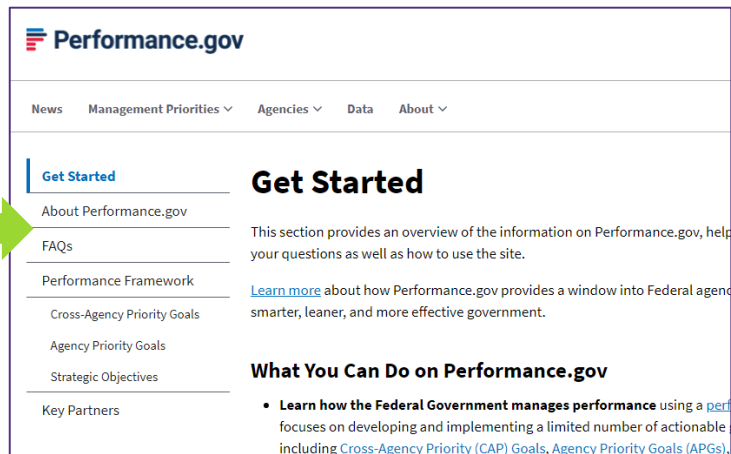 Performance.gov
News Management Priorities Agencies Data About
Get Started
About Performance.gov
FAQs
Performance Framework
Cross-Agency Priority Goals
Agency Priority Goals
Strategic Objectives
Key Partners
Get Started
This section provides an overview of the information on Performance.gov, help
your questions as well as how to use the site.
Learn more about how Performance.gov provides a window into Federal agenc
smarter, leaner, and more effective government.
What You Can Do on Performance.gov
• Learn how the Federal Government manages performance using a perf
focuses on developing and implementing a limited number of actionable
including Cross-Agency Priority (CAP) Goals, Agency Priority Goals (APGs),